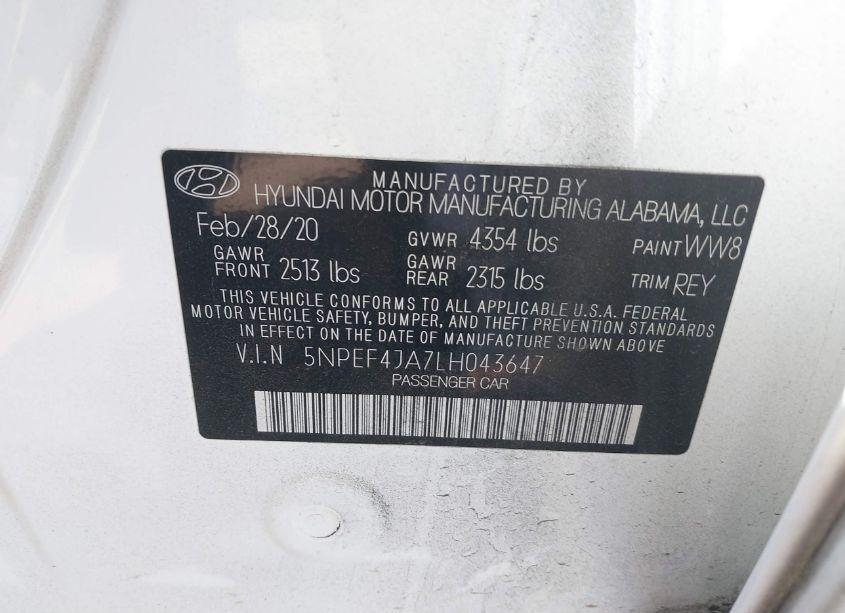 MANUFACTURED BY
HYUNDAI MOTOR MANUFACTURING ALABAMA, LLC
Feb/28/20 GVWR 4354 lbs PAINT WW8
GAWR FRONT 2513 lbs GAWR REAR 2315 lbs TRIM REY
THIS VEHICLE CONFORMS TO ALL APPLICABLE U.S.A. FEDERAL
MOTOR VEHICLE SAFETY, BUMPER, AND THEFT PREVENTION STANDARDS
IN EFFECT ON THE DATE OF MANUFACTURE SHOWN ABOVE
V.I.N 5NPEF4JA7LH043647
PASSENGER CAR